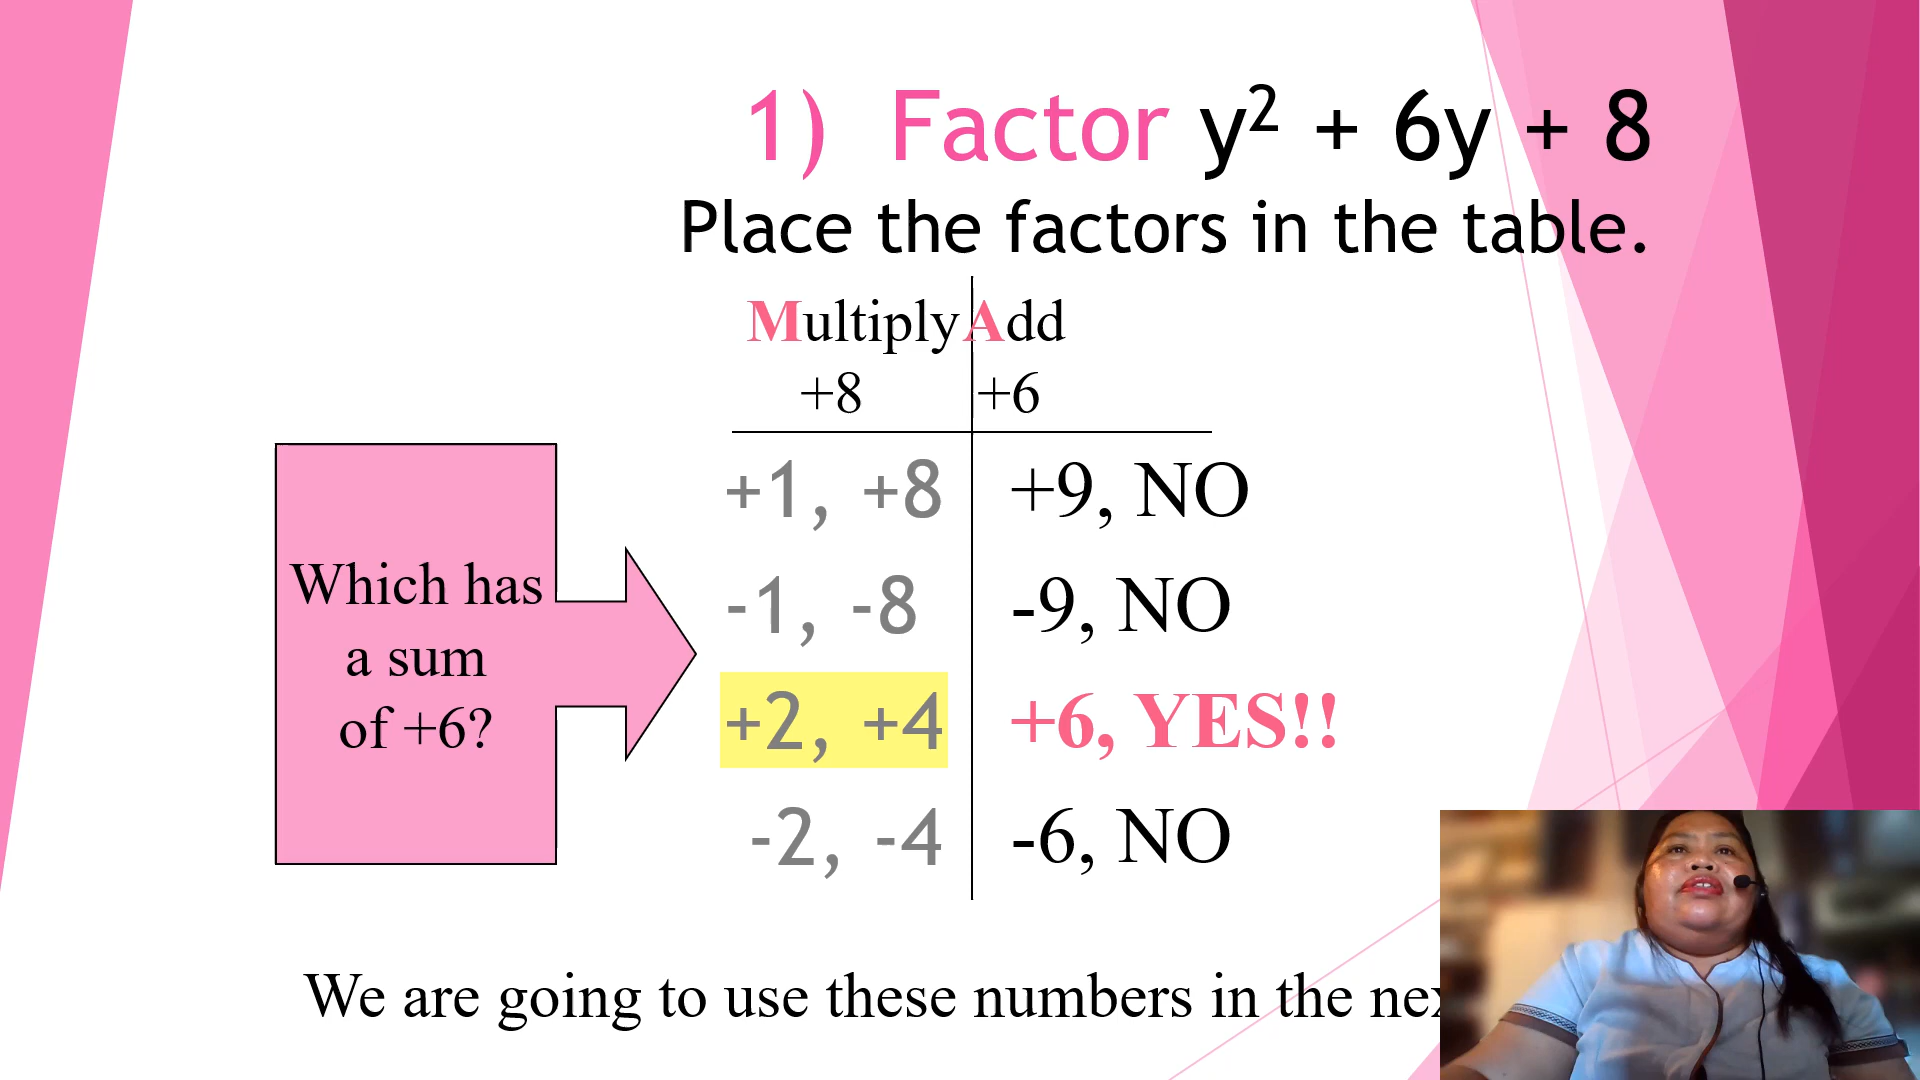 1) Factor y² + 6y + 8
Place the factors in the table.
Multiply Add
+8 +6
Which has
a sum
of +6?
+1, +8 +9, NO
-1, -8 -9, NO
+2, +4 +6, YES!!
-2, -4 -6, NO
We are going to use these numbers in the